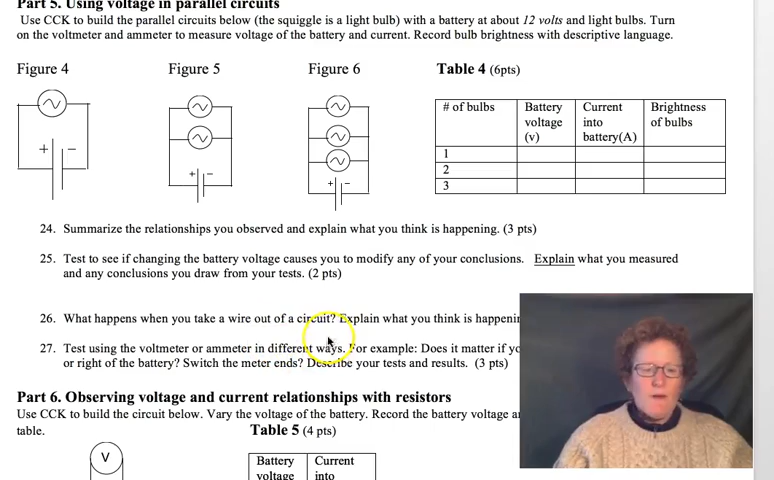 Part 5. Using voltage in parallel circuits
Use CCK to build the parallel circuits below (the squiggle is a light bulb) with a battery at about 12 volts and light bulbs. Turn
on the voltmeter and ammeter to measure voltage of the battery and current. Record bulb brightness with descriptive language.
Figure 4 Figure 5 Figure 6 Table 4 (6pts)
# of bulbs Battery voltage (v) Current into battery(A) Brightness of bulbs
1
2
3
+ −
+ −
+ −
24. Summarize the relationships you observed and explain what you think is happening. (3 pts)
25. Test to see if changing the battery voltage causes you to modify any of your conclusions. Explain what you measured
and any conclusions you draw from your tests. (2 pts)
26. What happens when you take a wire out of a circuit? Explain what you think is happenin
27. Test using the voltmeter or ammeter in different ways. For example: Does it matter if yo
or right of the battery? Switch the meter ends? Describe your tests and results. (3 pts)
Part 6. Observing voltage and current relationships with resistors
Use CCK to build the circuit below. Vary the voltage of the battery. Record the battery voltage a
table. Table 5 (4 pts)
V
Battery Current
voltage into